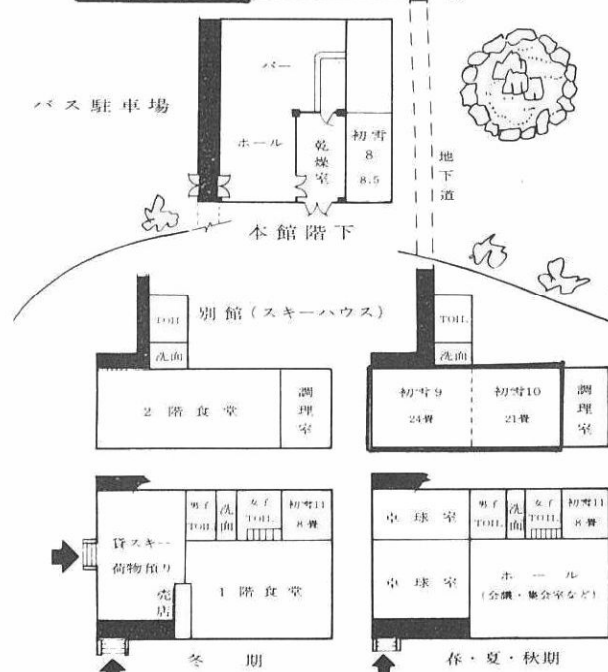 バー
バス駐車場
ホール
乾燥室
初雪
8
8.5
地下道
本館階下
別館(スキーハウス)
TOIL.
洗面
2階食堂
調理室
TOIL.
洗面
初雪9
24畳
初雪10
21畳
調理室
男子
TOIL.
洗面
女子
TOIL.
初雪11
8畳
貸スキー
荷物預り
売店
1階食堂
冬期
卓球室
男子
TOIL.
洗面
女子
TOIL.
初雪11
8畳
卓球室
ホール
(会議・集会室など)
春・夏・秋期